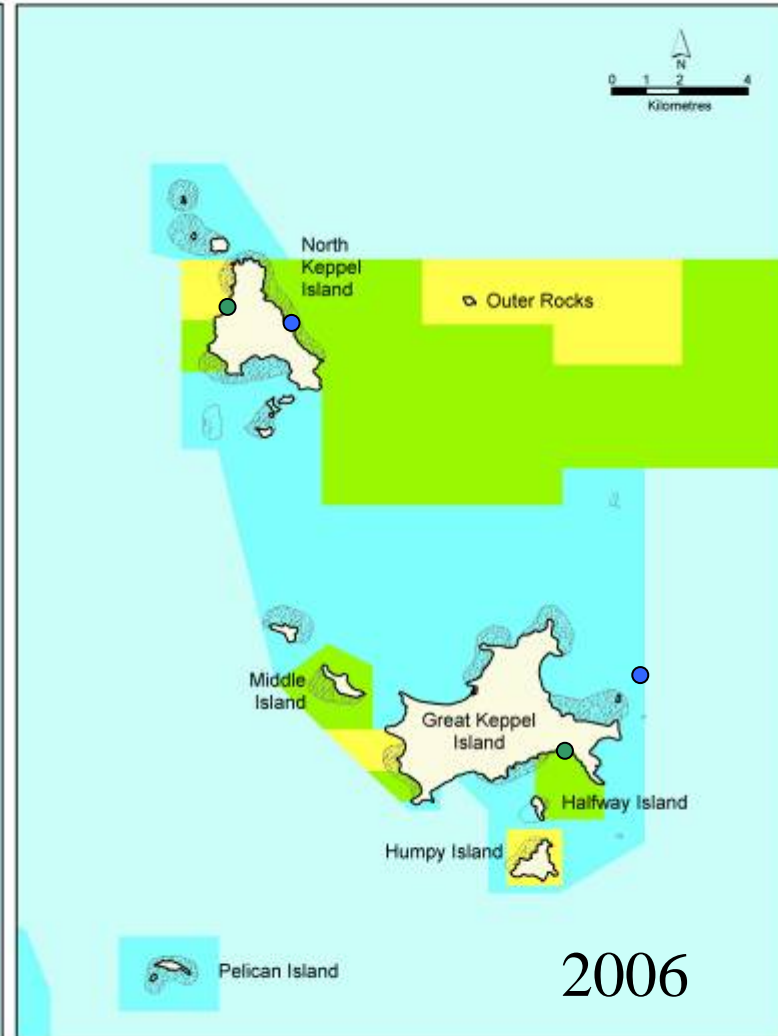 N
0 1 2 4
Kilometres
North
Keppel
Island
Outer Rocks
Middle
Island
Great Keppel
Island
Halfway Island
Humpy Island
Pelican Island
2006